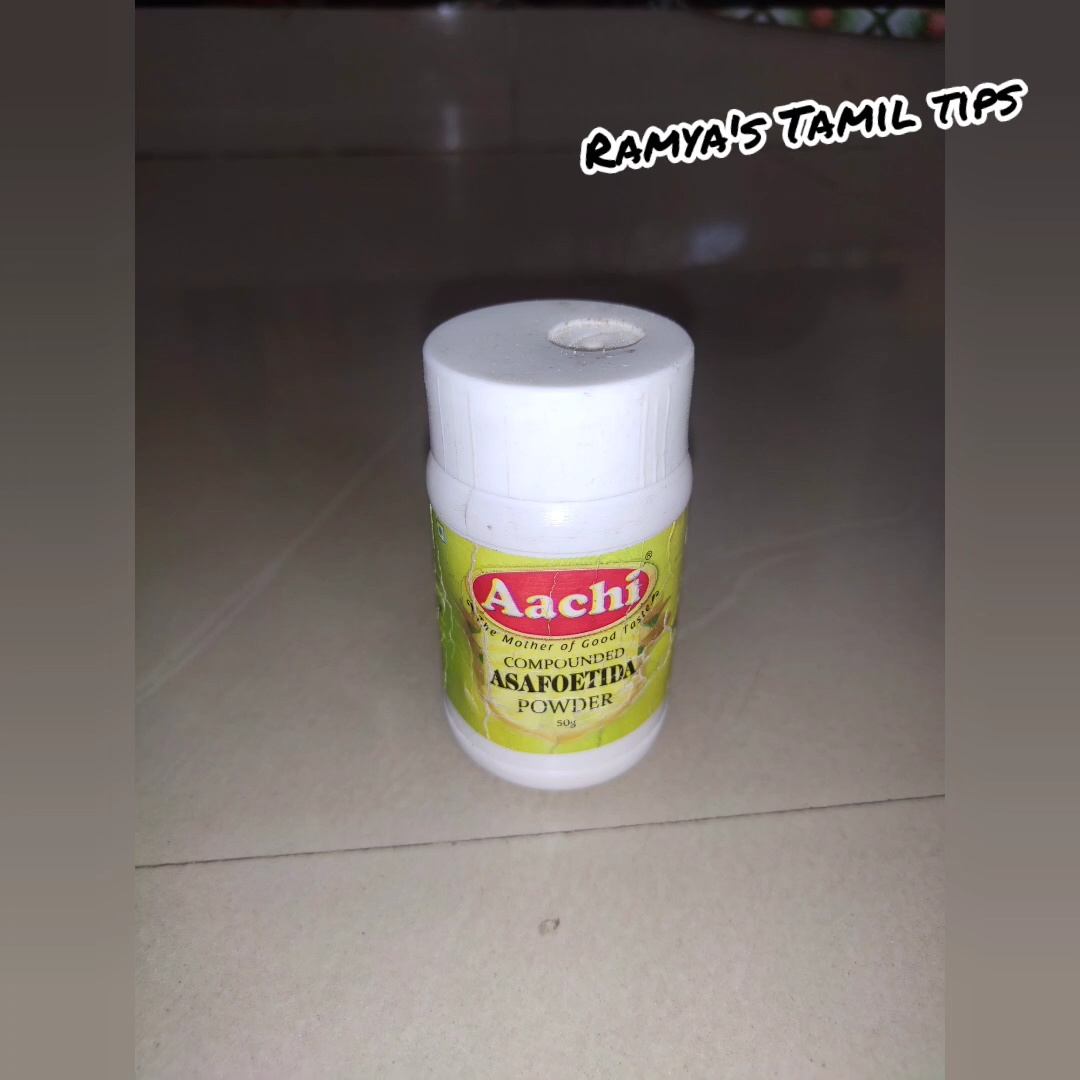 RAMYA'S TAMIL TIPS
Aachi®
The Mother of Good Taste
COMPOUNDED
ASAFOETIDA
POWDER
50g